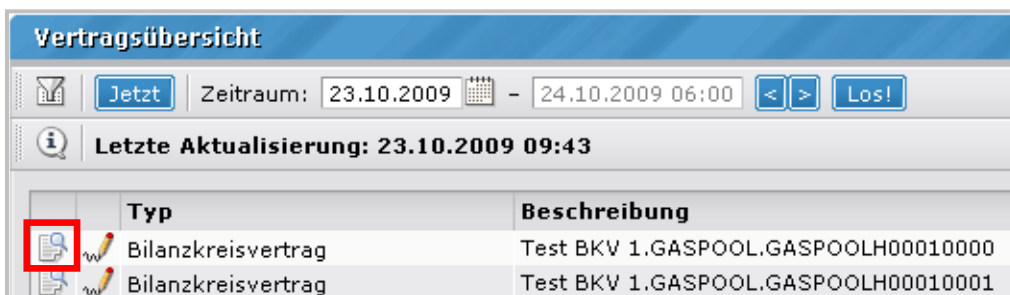 Vertragsübersicht
Jetzt Zeitraum: 23.10.2009 - 24.10.2009 06:00 < > Los!
Letzte Aktualisierung: 23.10.2009 09:43
Typ Beschreibung
Bilanzkreisvertrag Test BKV 1.GASPOOL.GASPOOLH00010000
Bilanzkreisvertrag Test BKV 1.GASPOOL.GASPOOLH00010001